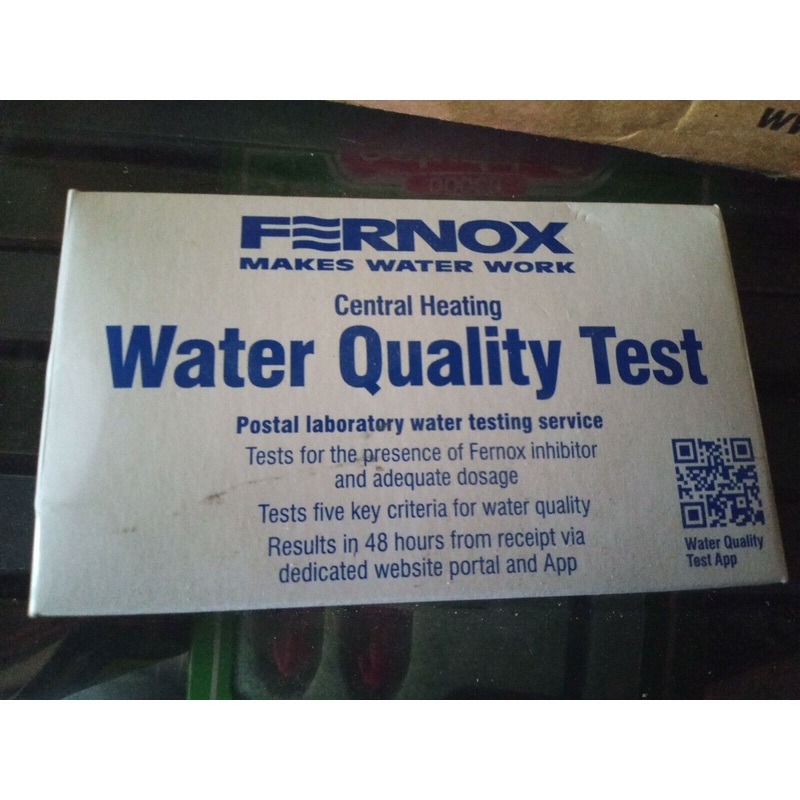 FERNOX
MAKES WATER WORK
Central Heating
Water Quality Test
Postal laboratory water testing service
Tests for the presence of Fernox inhibitor
and adequate dosage
Tests five key criteria for water quality
Results in 48 hours from receipt via
dedicated website portal and App
Water Quality
Test App